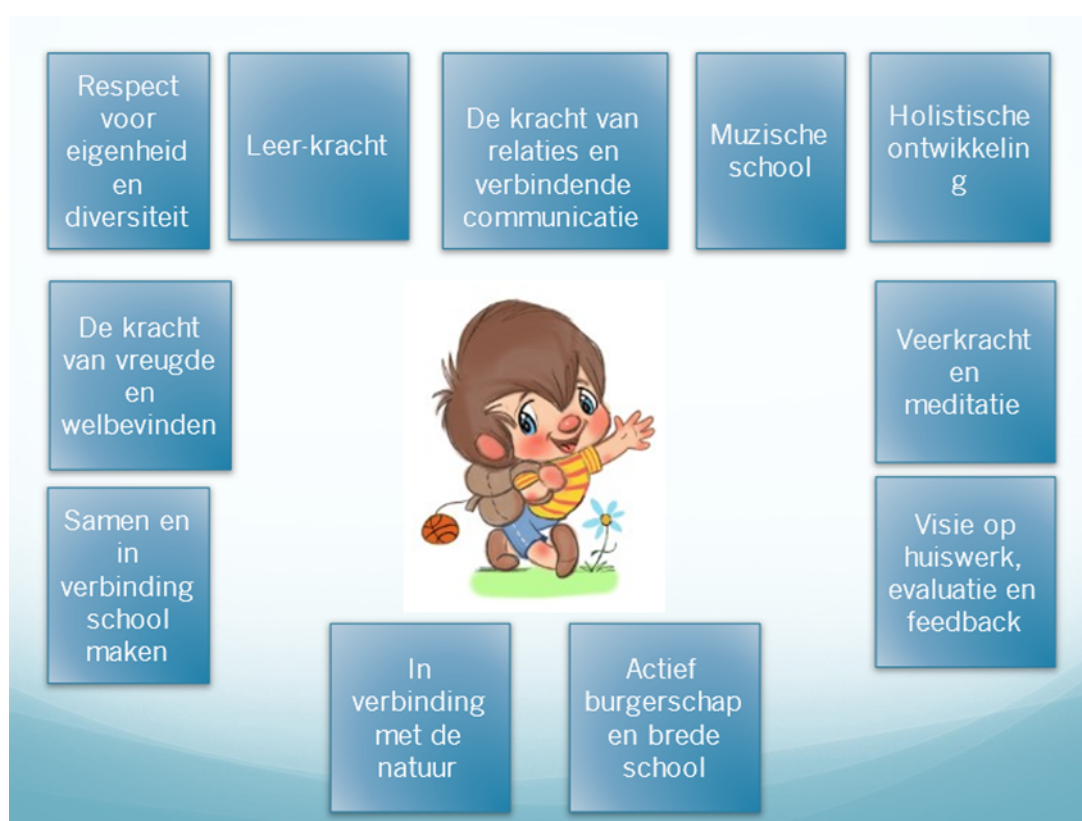 Respect
voor
eigenheid
en
diversiteit
Leer-kracht
De kracht van
relaties en
verbindende
communicatie
Muzische
school
Holistische
ontwikkelin
g
De kracht
van vreugde
en
welbevinden
Veerkracht
en
meditatie
Samen en
in
verbinding
school
maken
Visie op
huiswerk,
evaluatie en
feedback
In
verbinding
met de
natuur
Actief
burgerschap
en brede
school